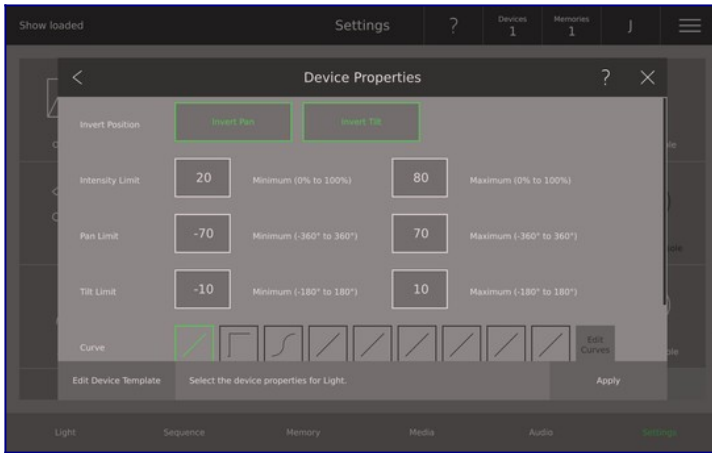 Show loaded
Settings
?
Devices
1
Memories
1
J
Device Properties
?
Invert Position
Invert Pan
Invert Tilt
Intensity Limit
20
Minimum (0% to 100%)
80
Maximum (0% to 100%)
Pan Limit
-70
Minimum (-360° to 360°)
70
Maximum (-360° to 360°)
Tilt Limit
-10
Minimum (-180° to 180°)
10
Maximum (-180° to 180°)
Curve
Edit
Curves
Edit Device Template
Select the device properties for Light.
Apply
Light
Sequence
Memory
Media
Audio
Settings